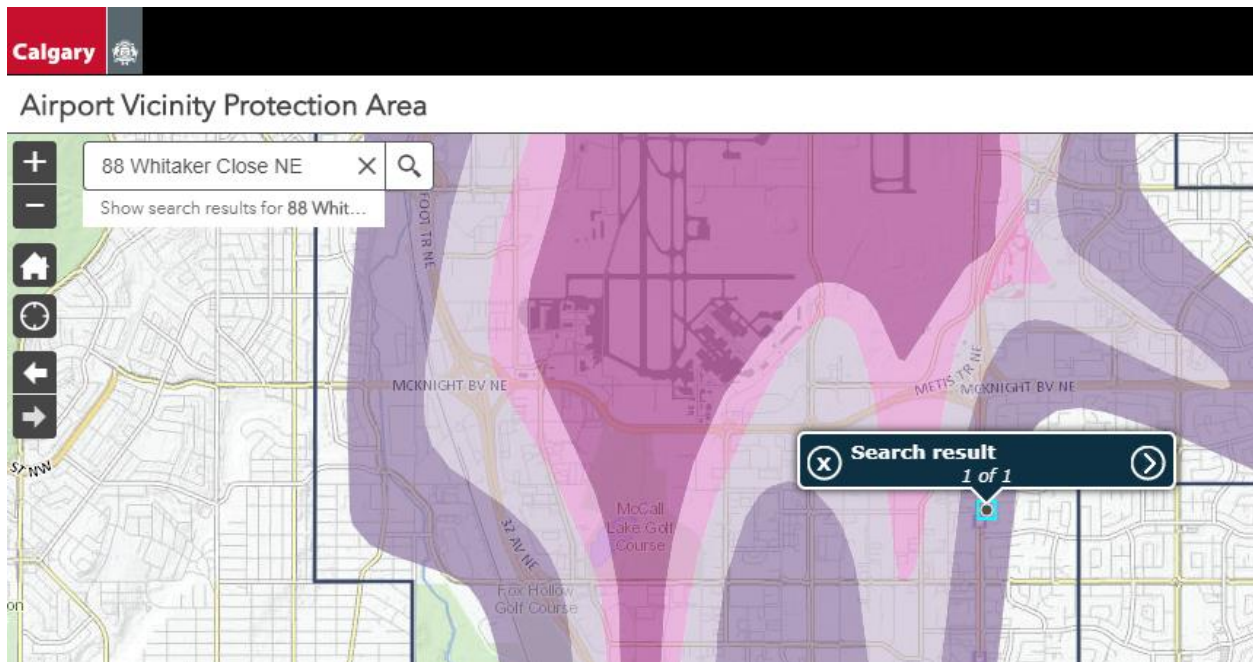 Calgary
Airport Vicinity Protection Area
+
88 Whitaker Close NE
−
Show search results for 88 Whit...
FOOT TR NE
MCKNIGHT BV NE
METIS TR NE
MCKNIGHT BV NE
Search result
1 of 1
ST NW
McCall
Lake Golf
Course
32 AV NE
Fox Hollow
Golf Course
on